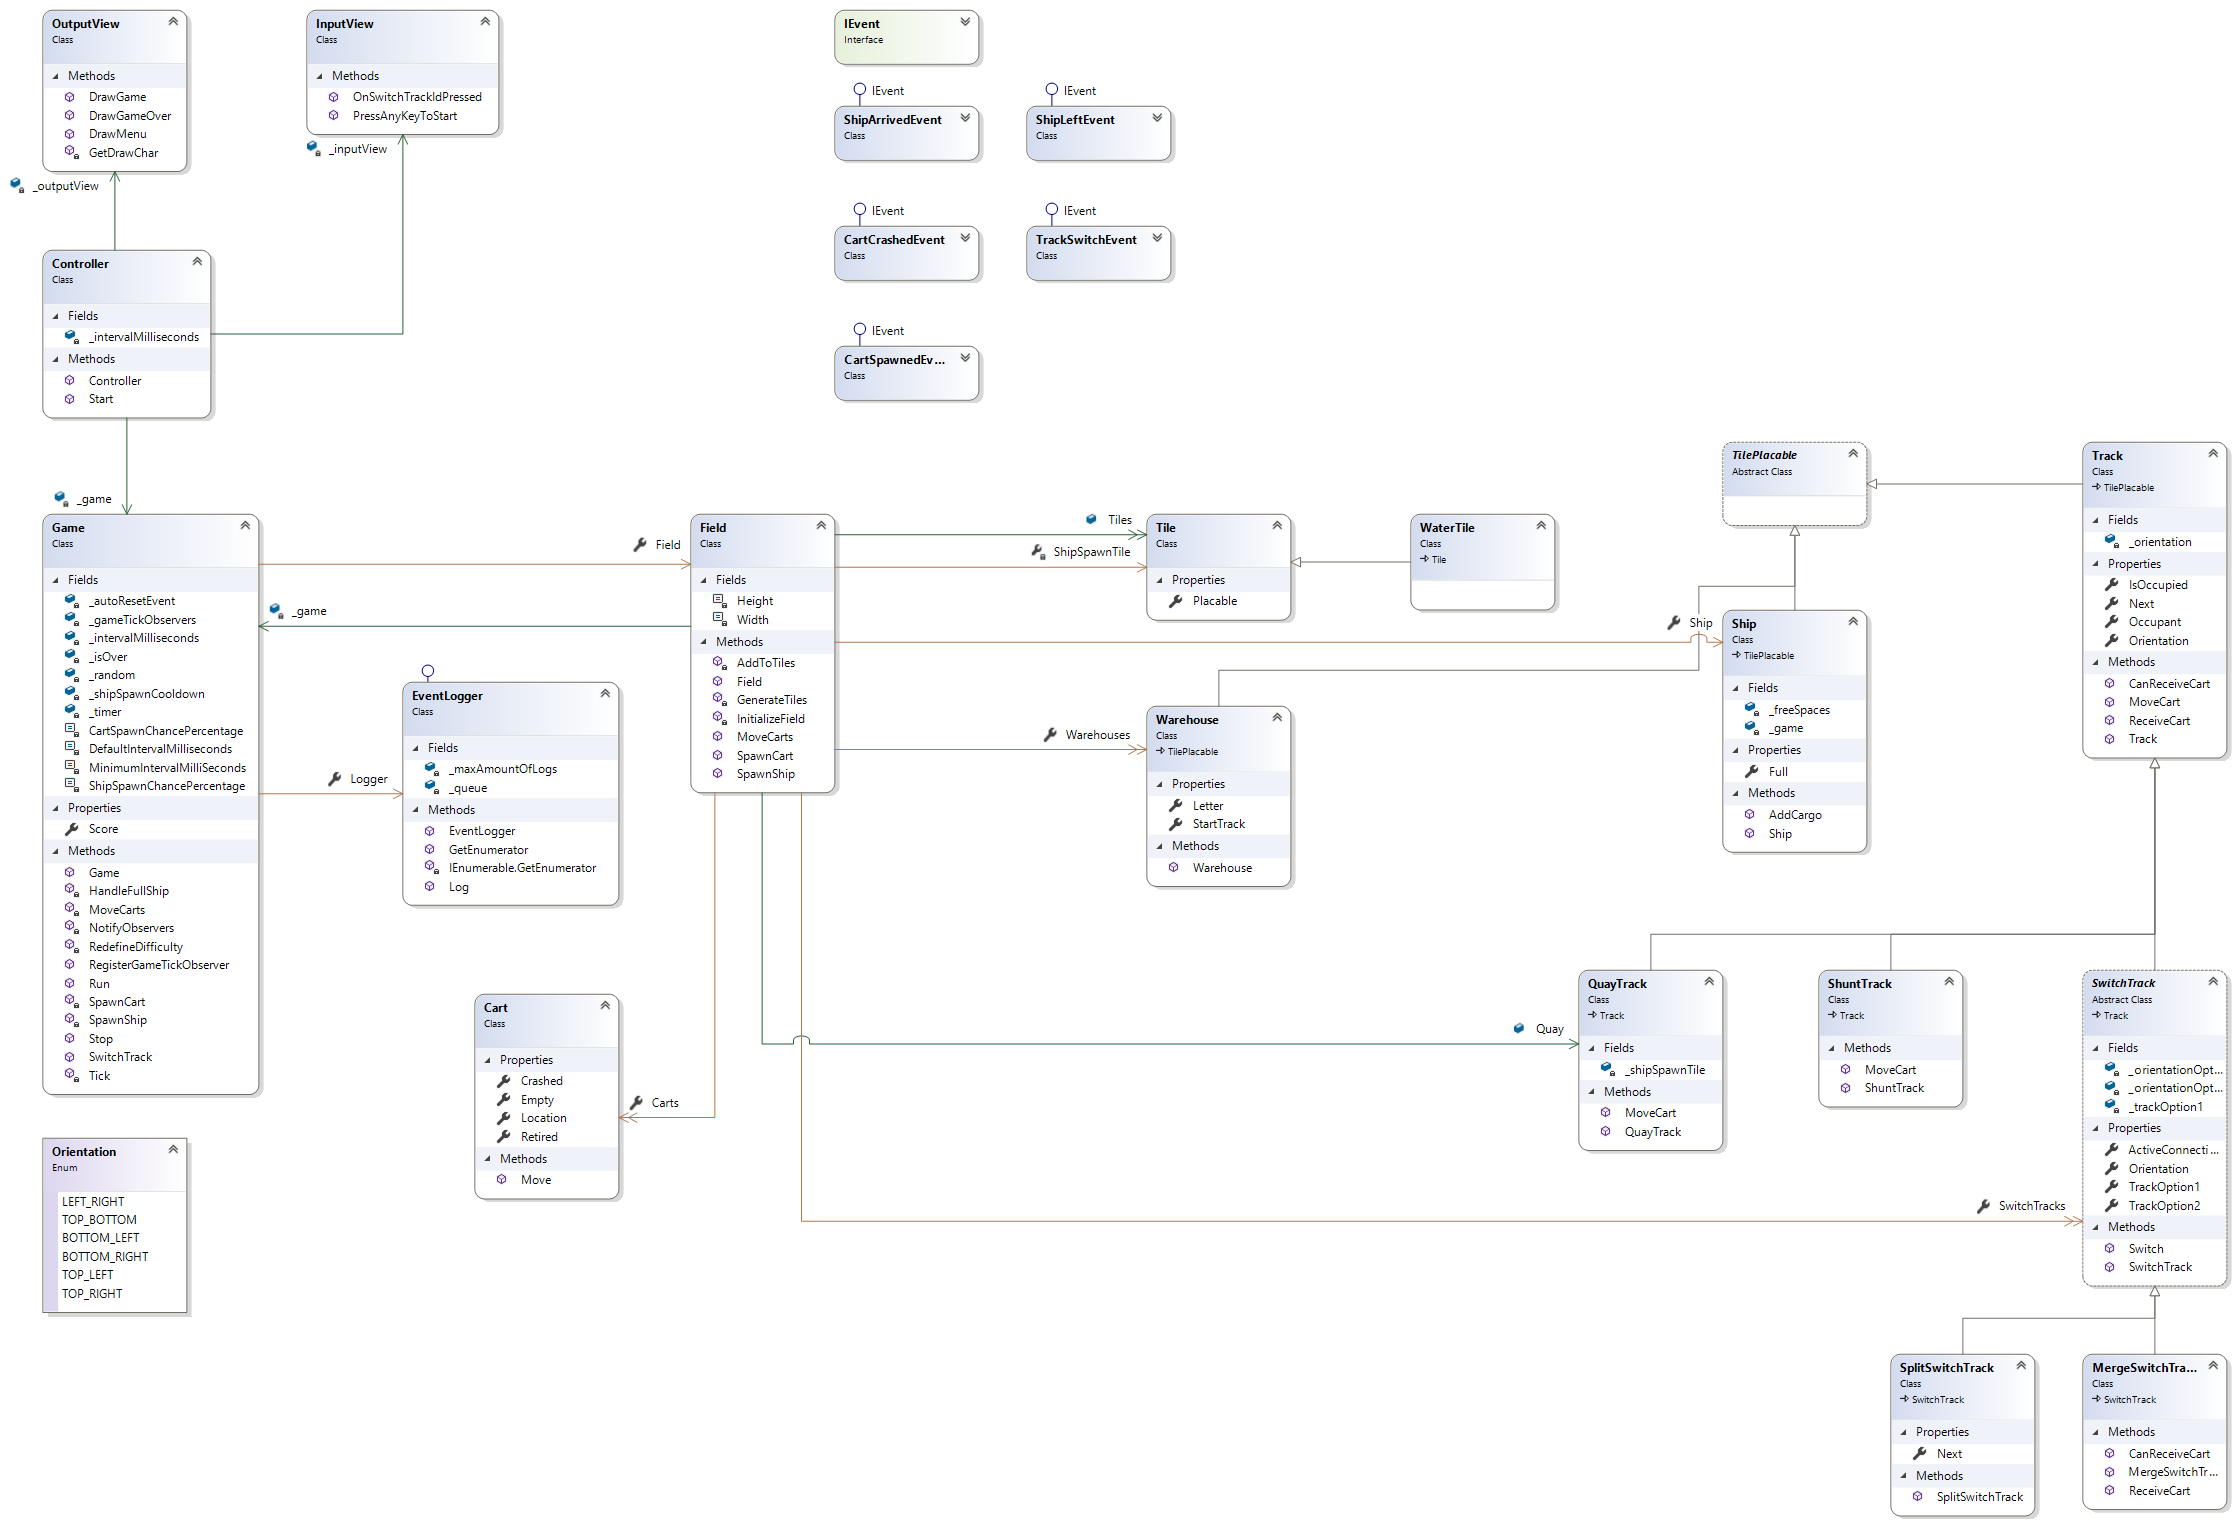 OutputView
Class
Methods
DrawGame
DrawGameOver
DrawMenu
GetDrawChar
_outputView
InputView
Class
Methods
OnSwitchTrackIdPressed
PressAnyKeyToStart
_inputView
IEvent
Interface
IEvent
ShipArrivedEvent
Class
IEvent
ShipLeftEvent
Class
IEvent
CartCrashedEvent
Class
IEvent
TrackSwitchEvent
Class
IEvent
CartSpawnedEv...
Class
Controller
Class
Fields
_intervalMilliseconds
Methods
Controller
Start
_game
Game
Class
Fields
_autoResetEvent
_gameTickObservers
_intervalMilliseconds
_isOver
_random
_shipSpawnCooldown
_timer
CartSpawnChancePercentage
DefaultIntervalMilliseconds
MinimumIntervalMilliSeconds
ShipSpawnChancePercentage
Properties
Score
Methods
Game
HandleFullShip
MoveCarts
NotifyObservers
RedefineDifficulty
RegisterGameTickObserver
Run
SpawnCart
SpawnShip
Stop
SwitchTrack
Tick
Field
_game
Logger
EventLogger
Class
Fields
_maxAmountOfLogs
_queue
Methods
EventLogger
GetEnumerator
IEnumerable.GetEnumerator
Log
Field
Class
Fields
Height
Width
Methods
AddToTiles
Field
GenerateTiles
InitializeField
MoveCarts
SpawnCart
SpawnShip
Tiles
ShipSpawnTile
Tile
Class
Properties
Placable
WaterTile
Class
Tile
TilePlacable
Abstract Class
Track
Class
TilePlacable
Fields
_orientation
Properties
IsOccupied
Next
Occupant
Orientation
Methods
CanReceiveCart
MoveCart
ReceiveCart
Track
Ship
Ship
Class
TilePlacable
Fields
_freeSpaces
_game
Properties
Full
Methods
AddCargo
Ship
Warehouses
Warehouse
Class
TilePlacable
Properties
Letter
StartTrack
Methods
Warehouse
Cart
Class
Properties
Crashed
Empty
Location
Retired
Methods
Move
Carts
Quay
QuayTrack
Class
Track
Fields
_shipSpawnTile
Methods
MoveCart
QuayTrack
ShuntTrack
Class
Track
Methods
MoveCart
ShuntTrack
SwitchTrack
Abstract Class
Track
Fields
_orientationOpt...
_orientationOpt...
_trackOption1
Properties
ActiveConnecti...
Orientation
TrackOption1
TrackOption2
Methods
Switch
SwitchTrack
SwitchTracks
Orientation
Enum
LEFT_RIGHT
TOP_BOTTOM
BOTTOM_LEFT
BOTTOM_RIGHT
TOP_LEFT
TOP_RIGHT
SplitSwitchTrack
Class
SwitchTrack
Properties
Next
Methods
SplitSwitchTrack
MergeSwitchTra...
Class
SwitchTrack
Methods
CanReceiveCart
MergeSwitchTr...
ReceiveCart